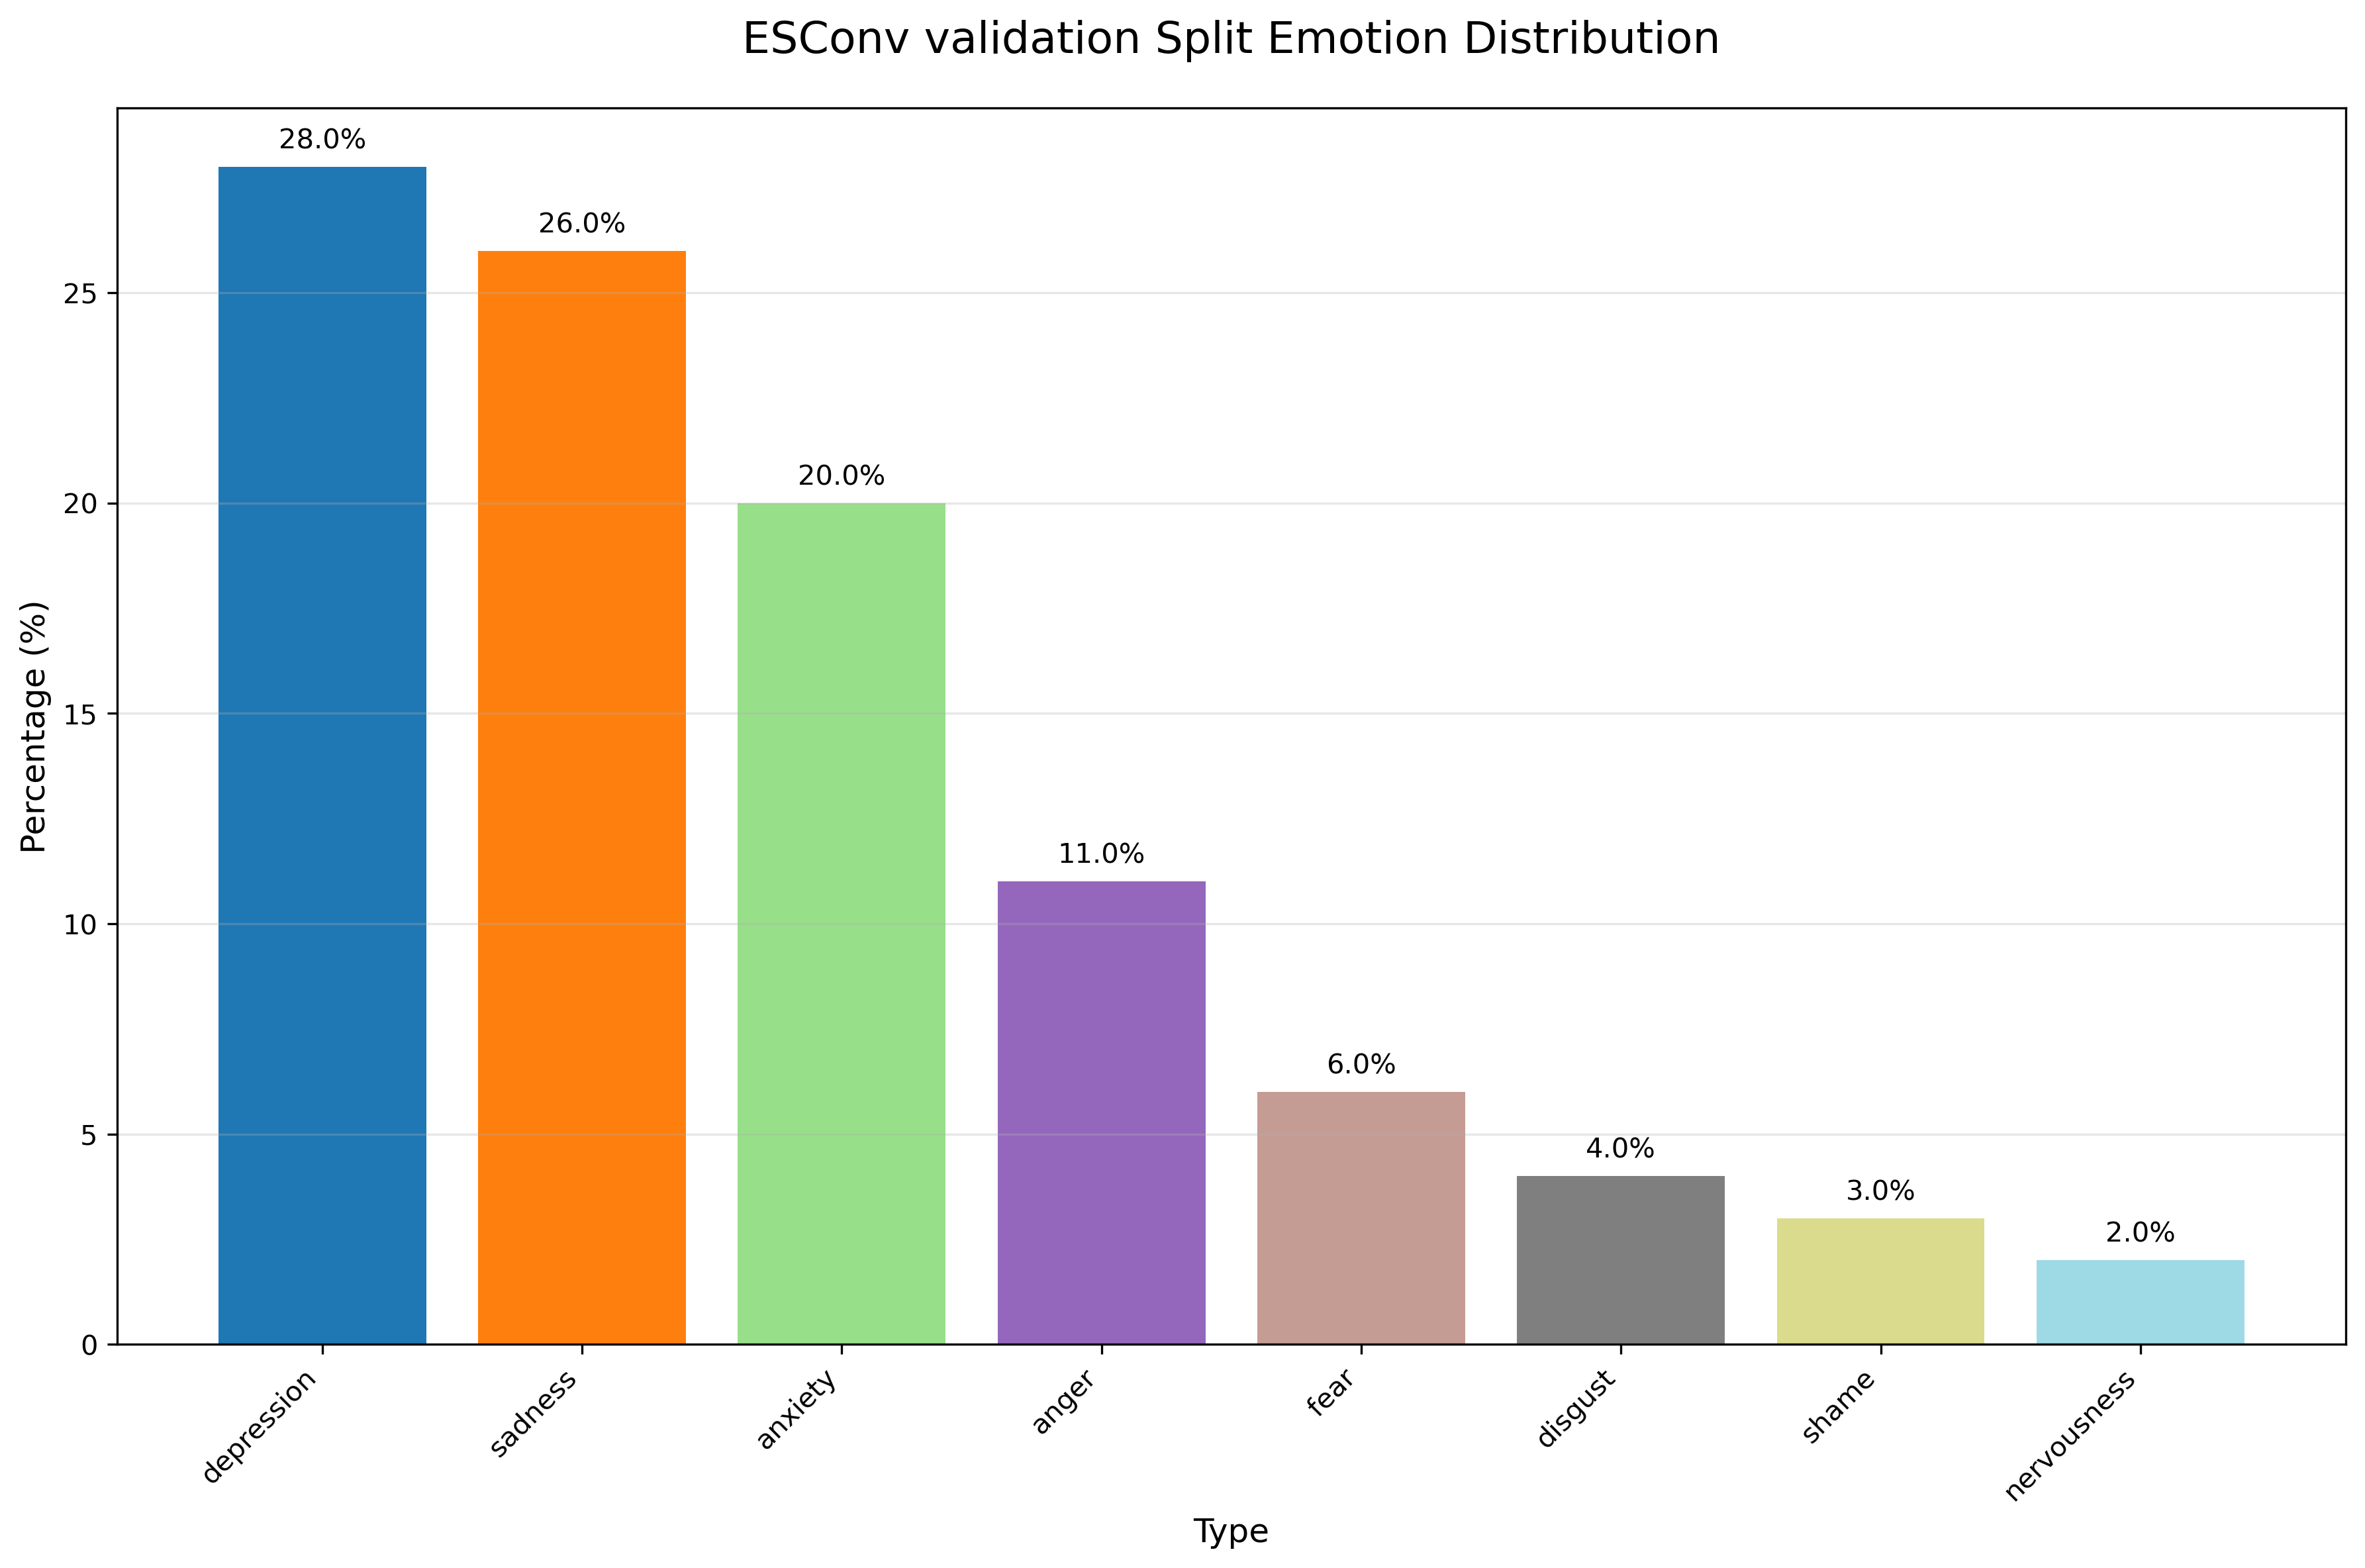 ESConv validation Split Emotion Distribution
28.0%
26.0%
20.0%
11.0%
6.0%
4.0%
3.0%
2.0%
25
20
15
10
5
0
Percentage (%)
depression
sadness
anxiety
anger
fear
disgust
shame
nervousness
Type